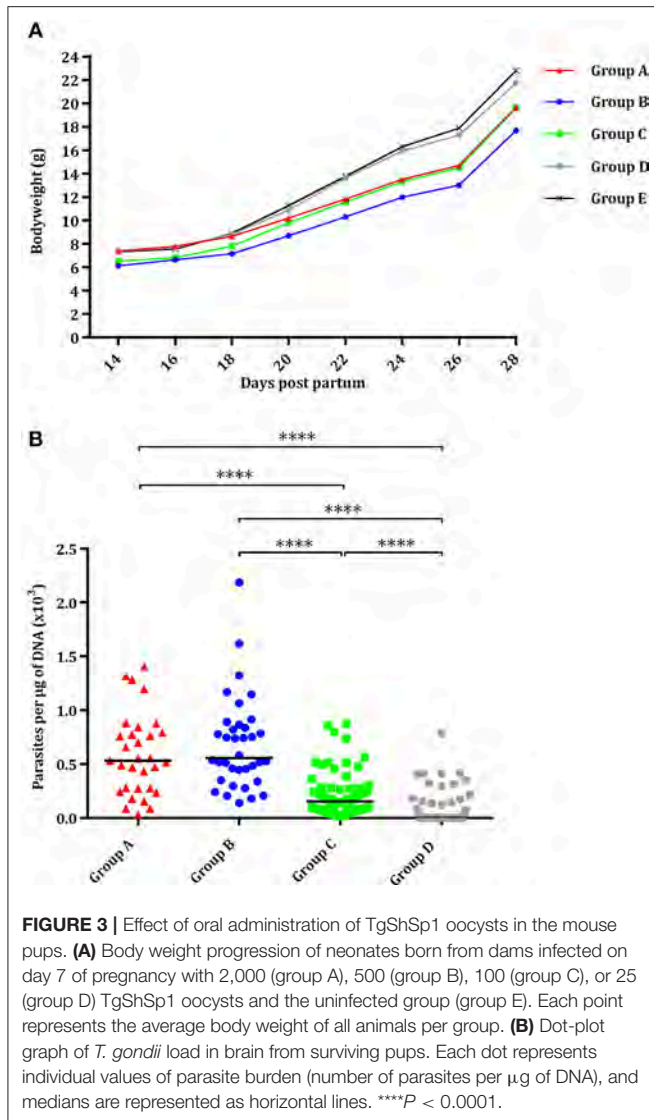 A
24
22
20
18
16
14
12
10
8
6
4
2
0
Bodyweight (g)
14 16 18 20 22 24 26 28
Days post partum
Group A
Group B
Group C
Group D
Group E
B
****
****
****
**** ****
2.5
2.0
1.5
1.0
0.5
0.0
Parasites per µg of DNA (x10³)
Group A Group B Group C Group D
FIGURE 3 | Effect of oral administration of TgShSp1 oocysts in the mouse
pups. (A) Body weight progression of neonates born from dams infected on
day 7 of pregnancy with 2,000 (group A), 500 (group B), 100 (group C), or 25
(group D) TgShSp1 oocysts and the uninfected group (group E). Each point
represents the average body weight of all animals per group. (B) Dot-plot
graph of T. gondii load in brain from surviving pups. Each dot represents
individual values of parasite burden (number of parasites per µg of DNA), and
medians are represented as horizontal lines. ****P < 0.0001.